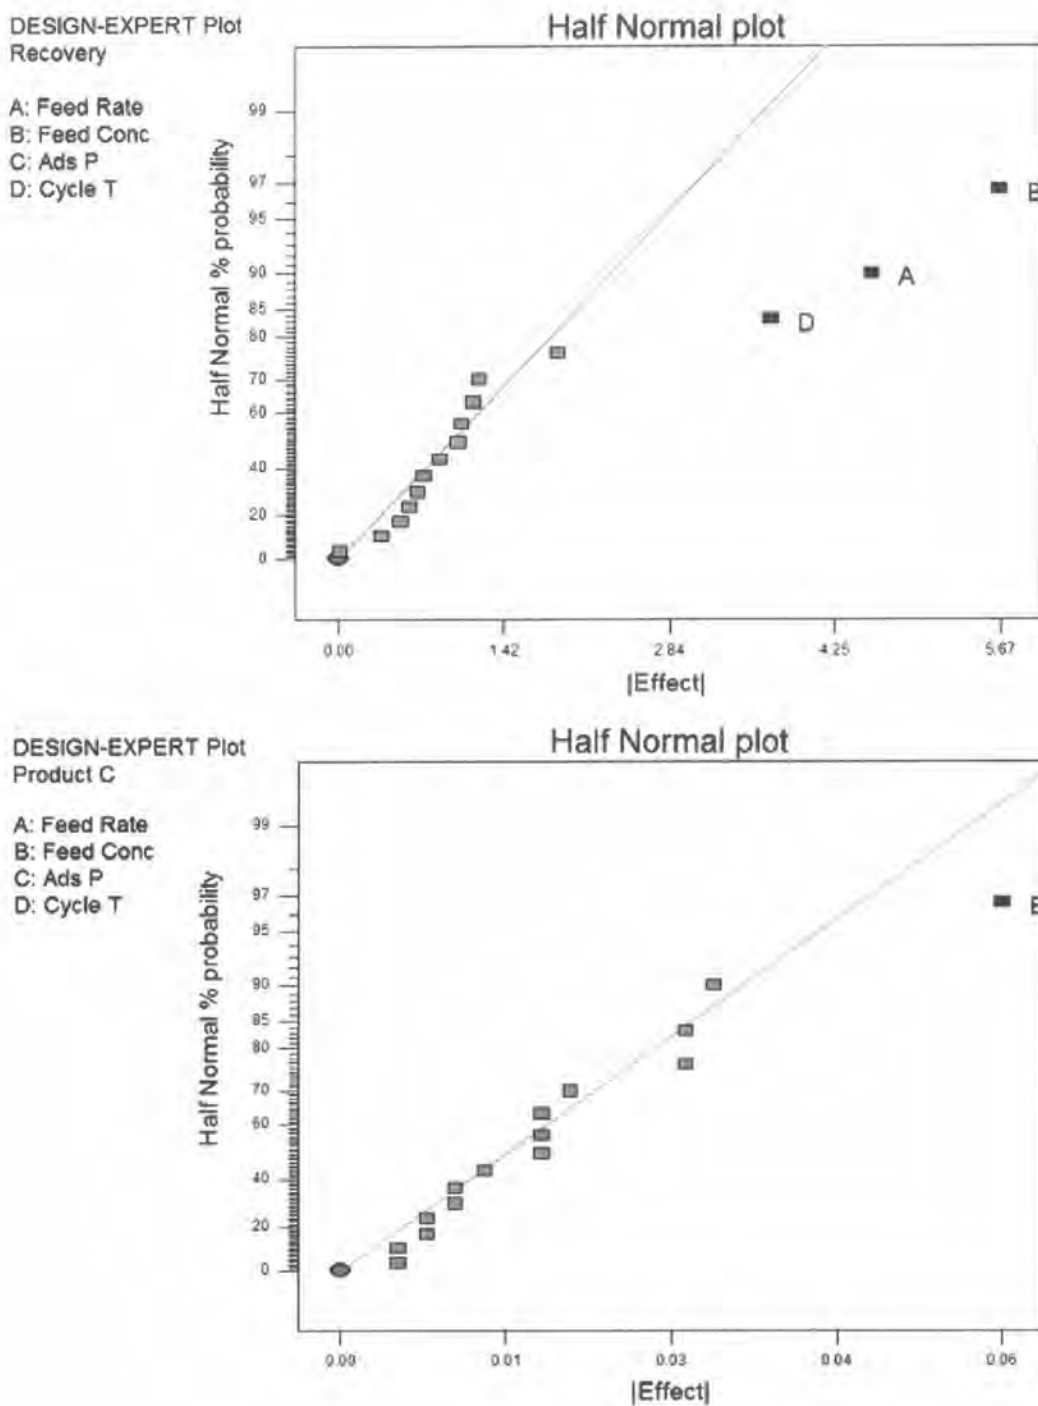 DESIGN-EXPERT Plot
Recovery
A: Feed Rate
B: Feed Conc
C: Ads P
D: Cycle T
Half Normal plot
Half Normal % probability
99
97
95
90
85
80
70
60
40
20
0
B
A
D
0.00
1.42
2.84
4.25
5.67
|Effect|
DESIGN-EXPERT Plot
Product C
A: Feed Rate
B: Feed Conc
C: Ads P
D: Cycle T
Half Normal plot
Half Normal % probability
99
97
95
90
85
80
70
60
40
20
0
0.00
0.01
0.03
0.04
0.06
|Effect|